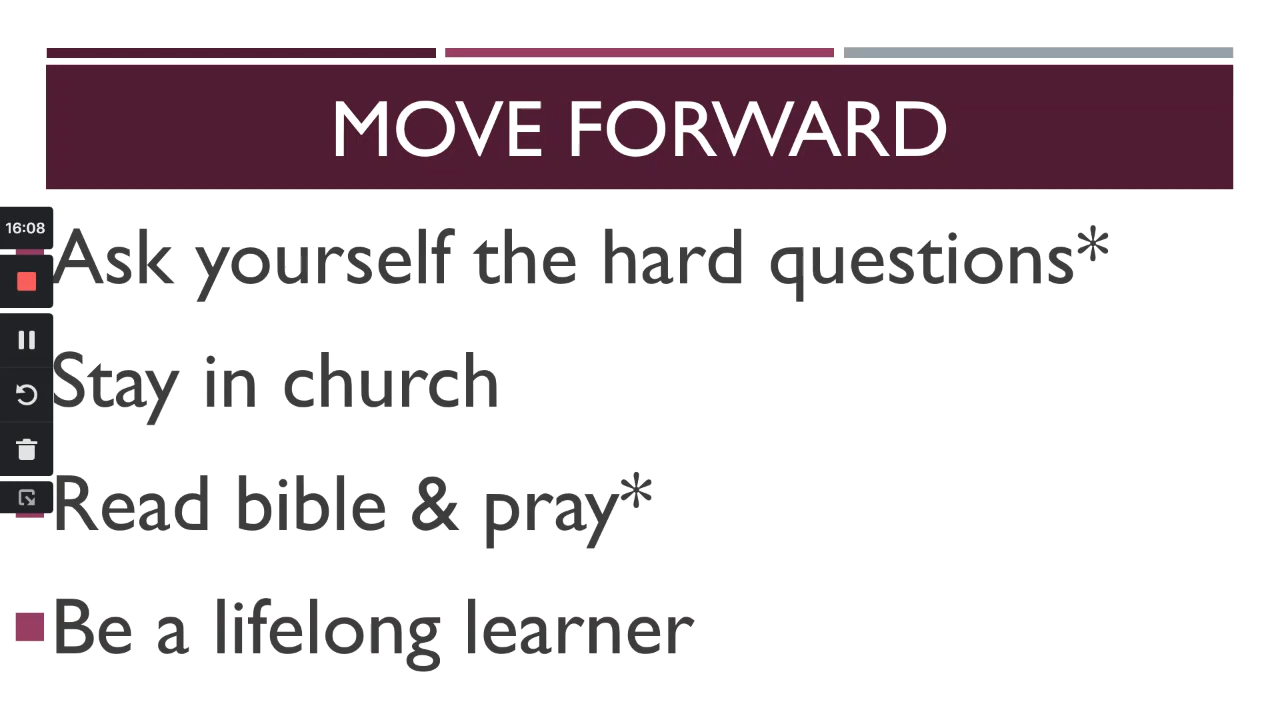 MOVE FORWARD
16:08
Ask yourself the hard questions*
Stay in church
Read bible & pray*
Be a lifelong learner